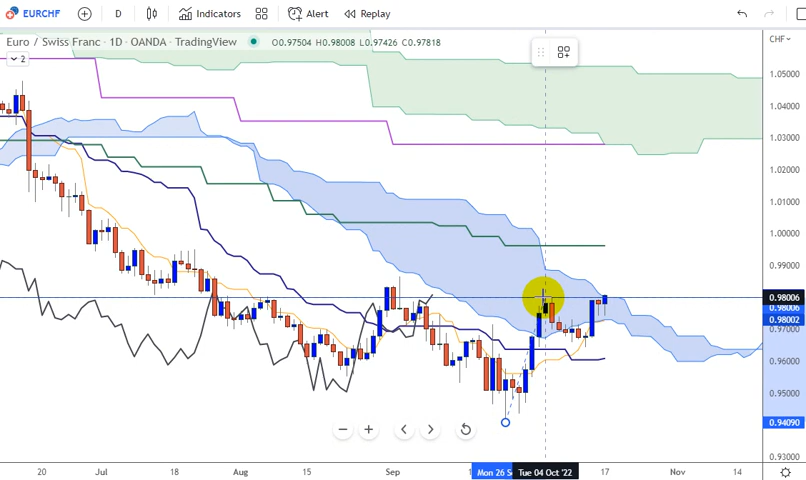 EURCHF
D
Indicators
Alert
Replay
Euro / Swiss Franc · 1D · OANDA · TradingView
O0.97504 H0.98008 L0.97426 C0.97818
2
CHF
1.05000
1.04000
1.03000
1.02000
1.01000
1.00000
0.99000
0.98006
0.98006
0.98002
0.97000
0.96000
0.95000
0.94090
0.93000
20
Jul
18
Aug
15
Sep
Mon 26 S
Tue 04 Oct '22
17
Nov
14